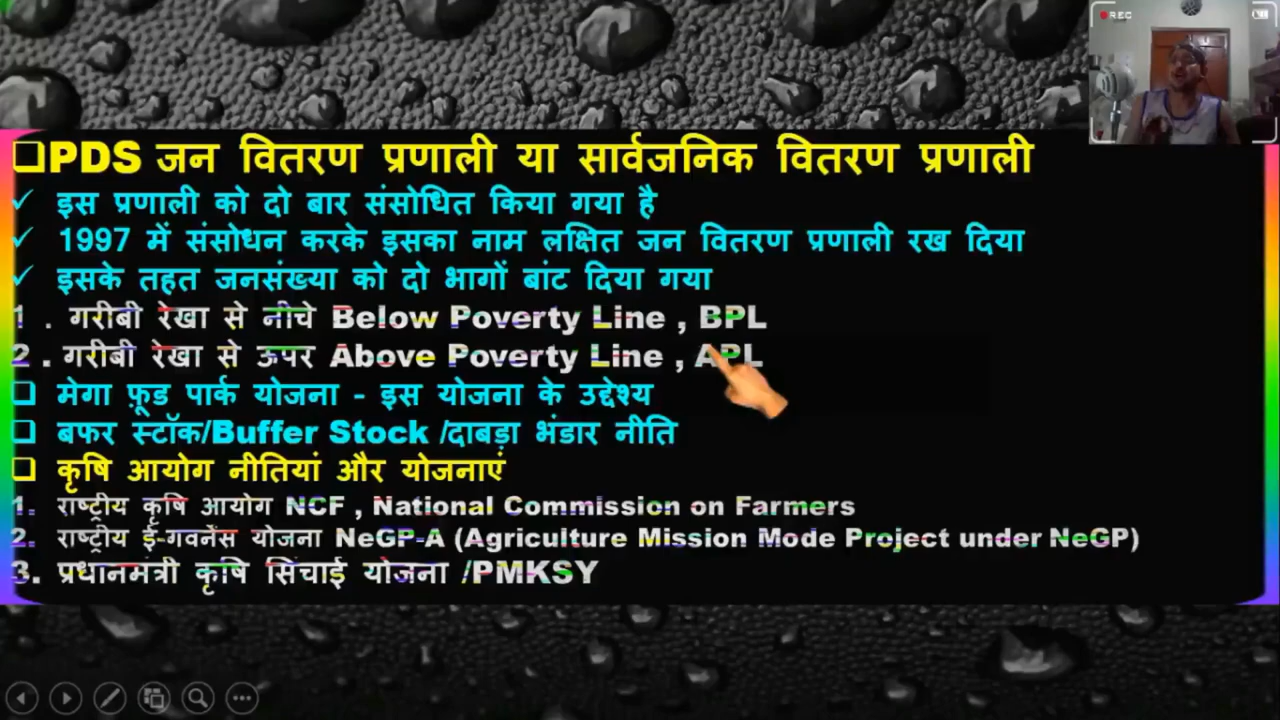 REC
❑PDS जन वितरण प्रणाली या सार्वजनिक वितरण प्रणाली
✓ इस प्रणाली को दो बार संसोधित किया गया है
✓ 1997 में संसोधन करके इसका नाम लक्षित जन वितरण प्रणाली रख दिया
✓ इसके तहत जनसंख्या को दो भागों बांट दिया गया
1 . गरीबी रेखा से नीचे Below Poverty Line , BPL
2 . गरीबी रेखा से ऊपर Above Poverty Line , APL
❑ मेगा फ़ूड पार्क योजना - इस योजना के उद्देश्य
❑ बफर स्टॉक/Buffer Stock /दाबड़ा भंडार नीति
❑ कृषि आयोग नीतियां और योजनाएं
1. राष्ट्रीय कृषि आयोग NCF , National Commission on Farmers
2. राष्ट्रीय ई-गवर्नेंस योजना NeGP-A (Agriculture Mission Mode Project under NeGP)
3. प्रधानमंत्री कृषि सिंचाई योजना /PMKSY